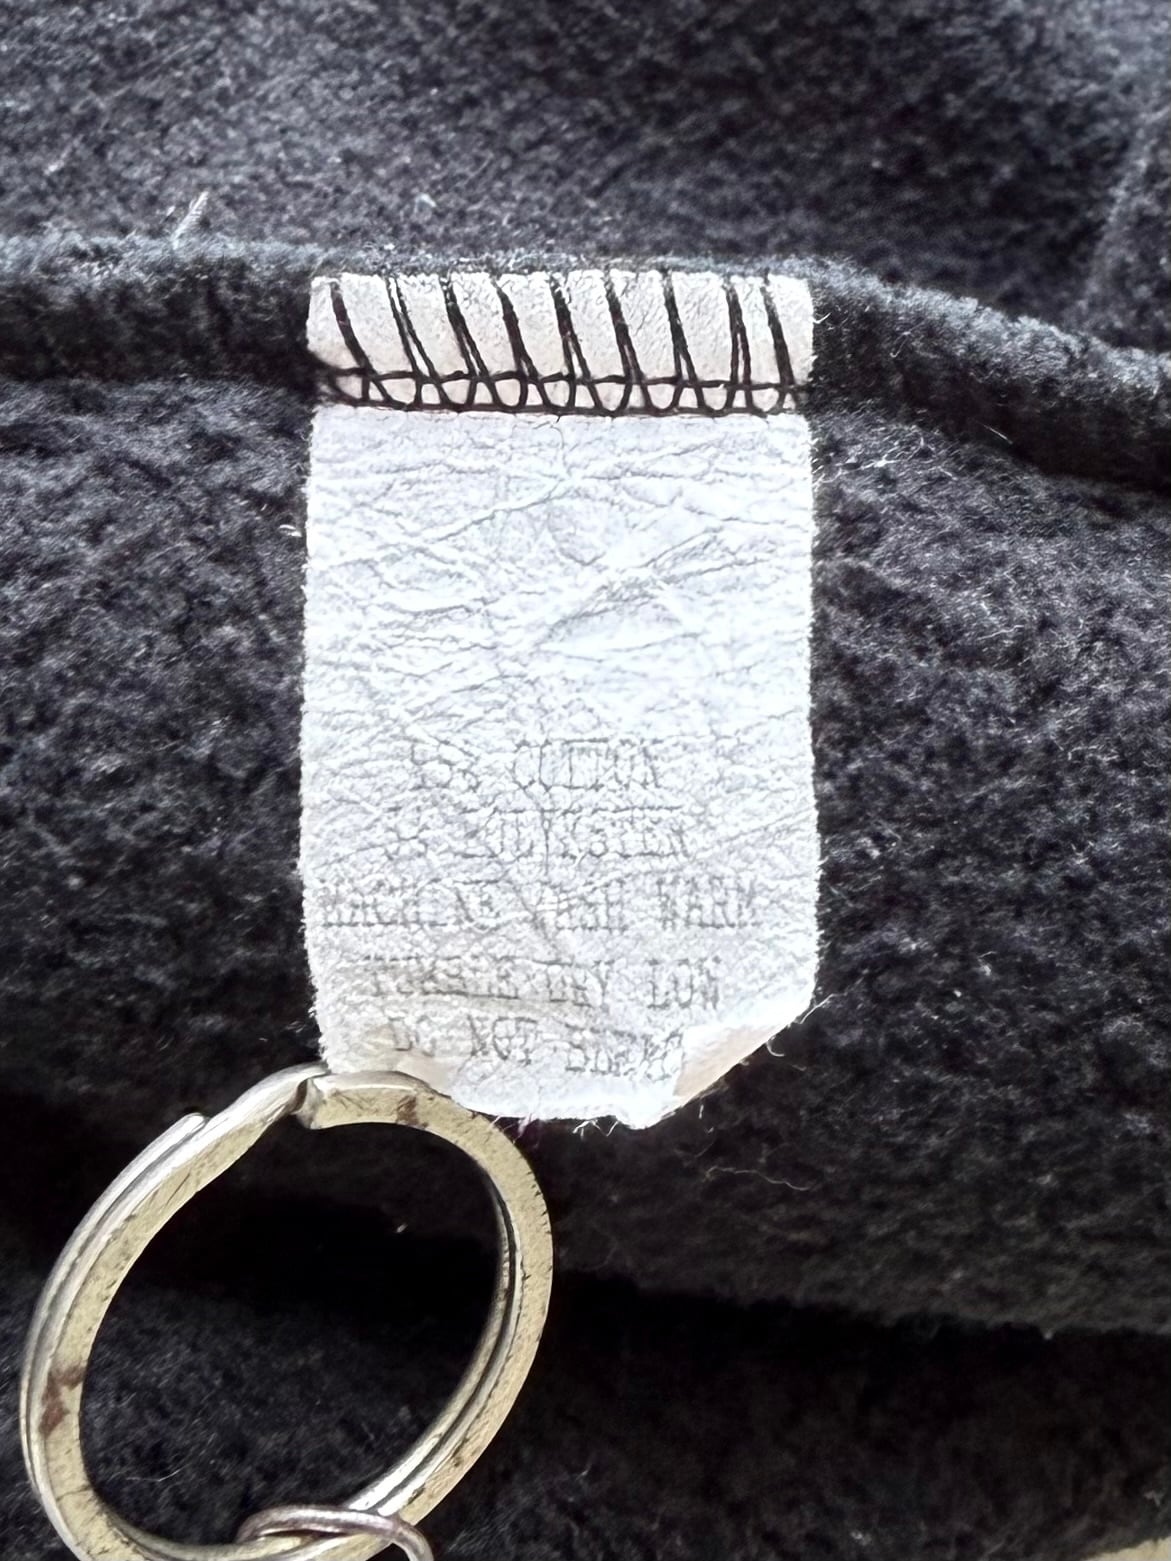 COTTON
POLYESTER
MACHINE WASH WARM
TUMBLE DRY LOW
DO NOT BLEACH